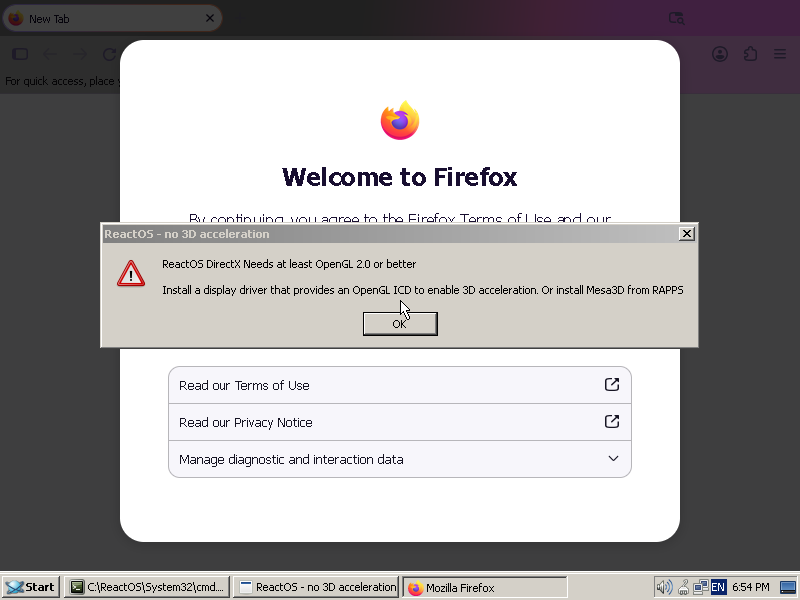 New Tab
For quick access, place
Welcome to Firefox
By continuing, you agree to the Firefox Terms of Use and our
ReactOS - no 3D acceleration
ReactOS DirectX Needs at least OpenGL 2.0 or better
Install a display driver that provides an OpenGL ICD to enable 3D acceleration. Or install Mesa3D from RAPPS
OK
Read our Terms of Use
Read our Privacy Notice
Manage diagnostic and interaction data
Start
C:\ReactOS\System32\cmd....
ReactOS - no 3D acceleration
Mozilla Firefox
EN
6:54 PM